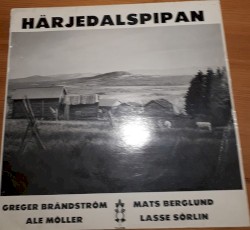 HÄRJEDALSPIPAN
GREGER BRÄNDSTRÖM
ALE MÖLLER
MATS BERGLUND
LASSE SÖRLIN